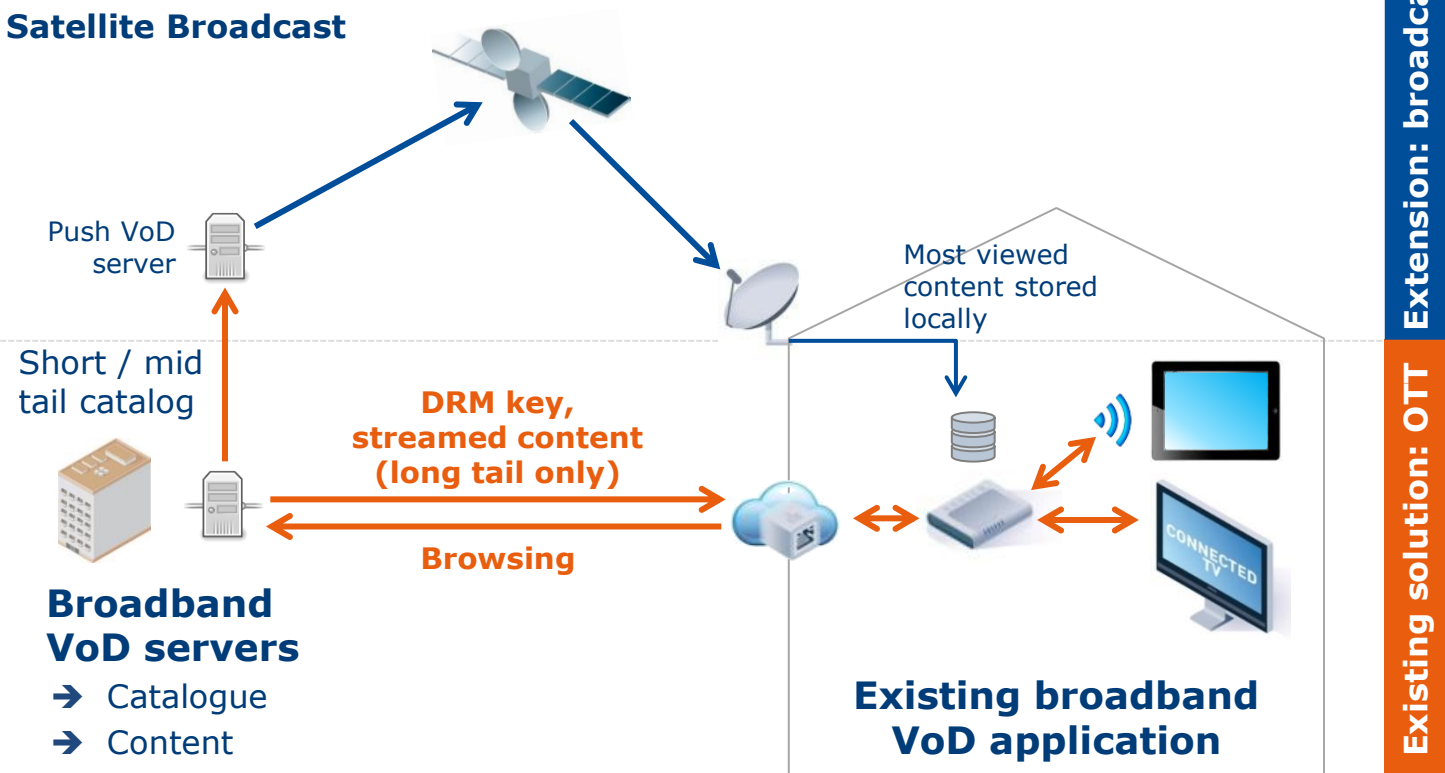 Satellite Broadcast
Push VoD
server
Most viewed
content stored
locally
Short / mid
tail catalog
DRM key,
streamed content
(long tail only)
Browsing
CONNECTED
TV
Broadband
VoD servers
➔ Catalogue
➔ Content
Existing broadband
VoD application
Extension:
Existing solution: OTT